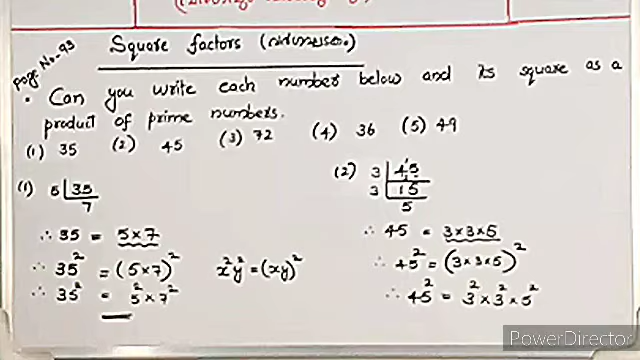 Page No-93
Square factors (വർഗഘടകം)
• Can you write each number below and its square as a
product of prime numbers.
(1) 35 (2) 45 (3) 72 (4) 36 (5) 49
(1) 5 | 35
7
∴ 35 = 5×7
∴ 35² = (5×7)² x²y² = (xy)²
∴ 35² = 5² × 7²
(2) 3 | 45
3 | 15
5
∴ 45 = 3×3×5
∴ 45² = (3×3×5)²
∴ 45² = 3² × 3² × 5²
PowerDirector